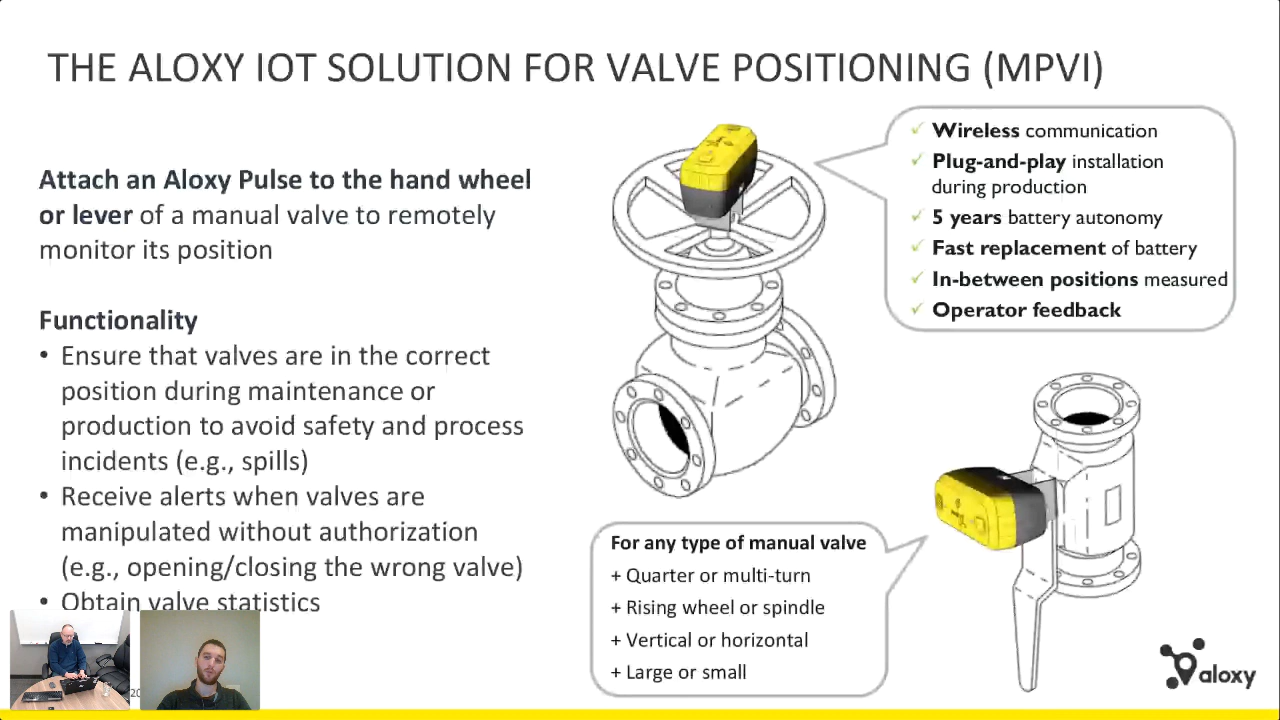 THE ALOXY IOT SOLUTION FOR VALVE POSITIONING (MPVI)
Attach an Aloxy Pulse to the hand wheel
or lever of a manual valve to remotely
monitor its position
Functionality
• Ensure that valves are in the correct
position during maintenance or
production to avoid safety and process
incidents (e.g., spills)
• Receive alerts when valves are
manipulated without authorization
(e.g., opening/closing the wrong valve)
• Obtain valve statistics
✓ Wireless communication
✓ Plug-and-play installation
during production
✓ 5 years battery autonomy
✓ Fast replacement of battery
✓ In-between positions measured
✓ Operator feedback
For any type of manual valve
+ Quarter or multi-turn
+ Rising wheel or spindle
+ Vertical or horizontal
+ Large or small
aloxy